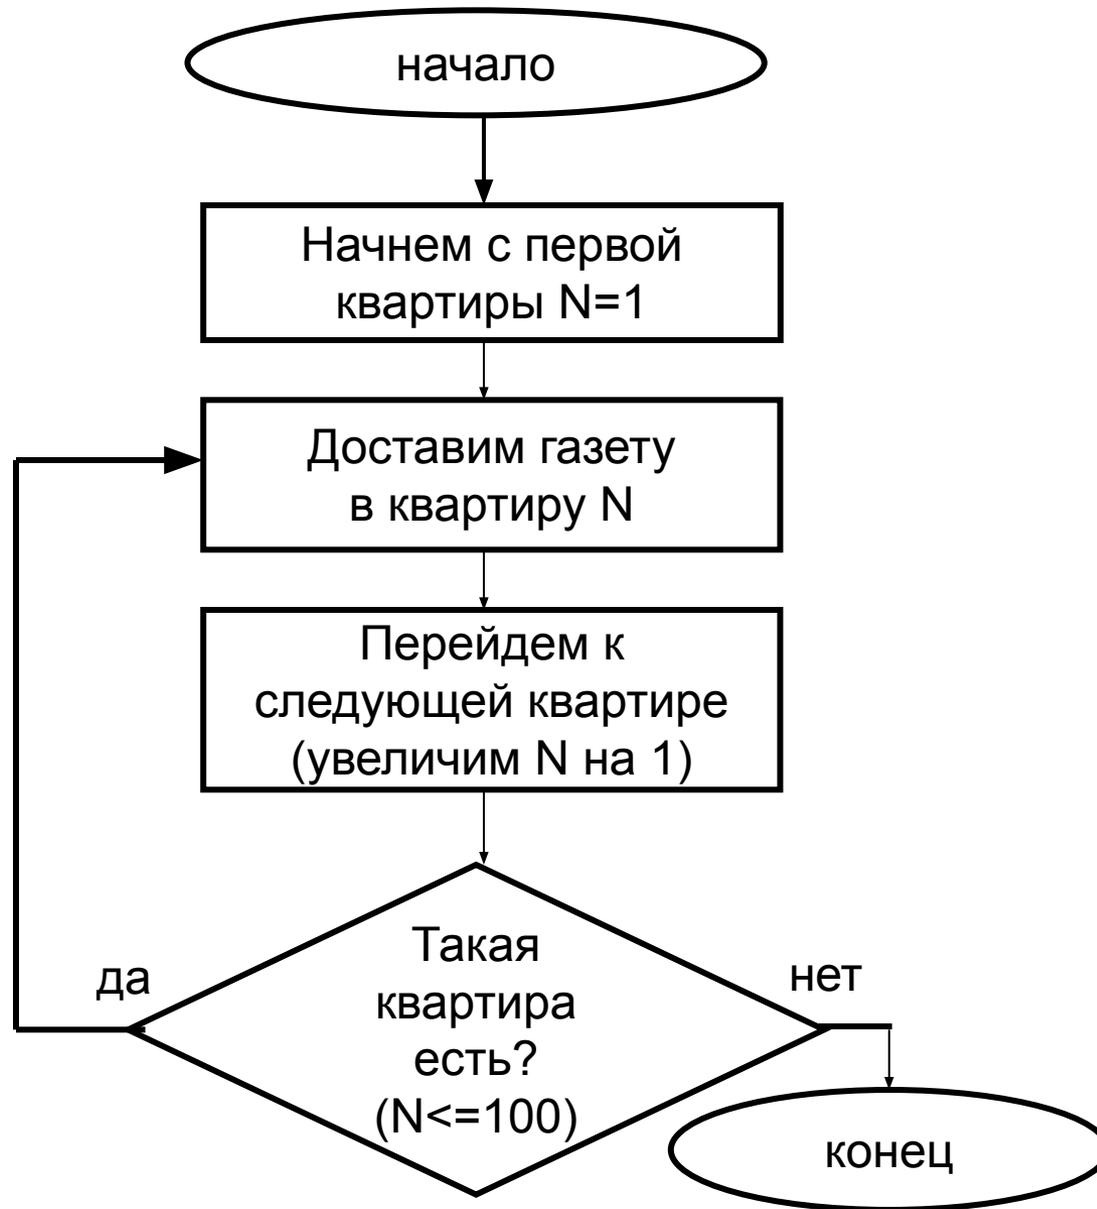 начало
Начнем с первой
квартиры N=1
Доставим газету
в квартиру N
Перейдем к
следующей квартире
(увеличим N на 1)
Такая
квартира
есть?
(N<=100)
да
нет
конец